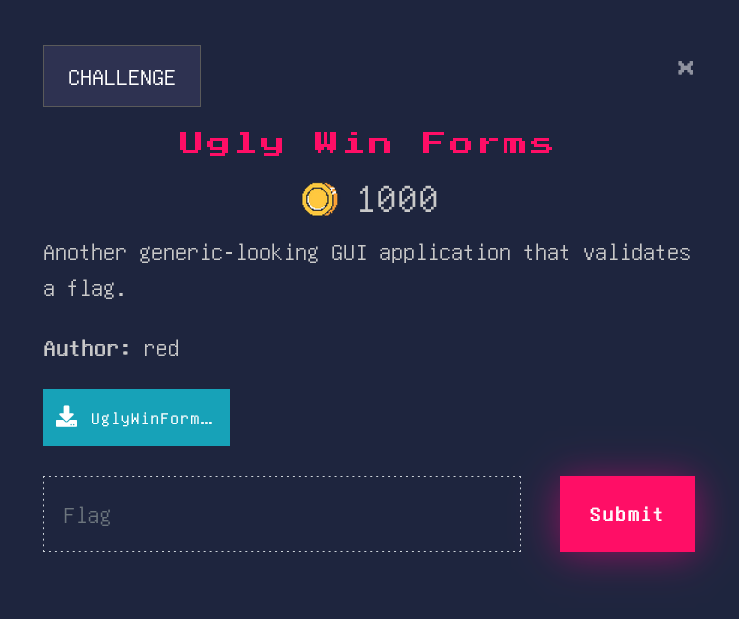 CHALLENGE
×
Ugly Win Forms
1000
Another generic-looking GUI application that validates
a flag.
Author: red
UglyWinForm…
Flag
Submit